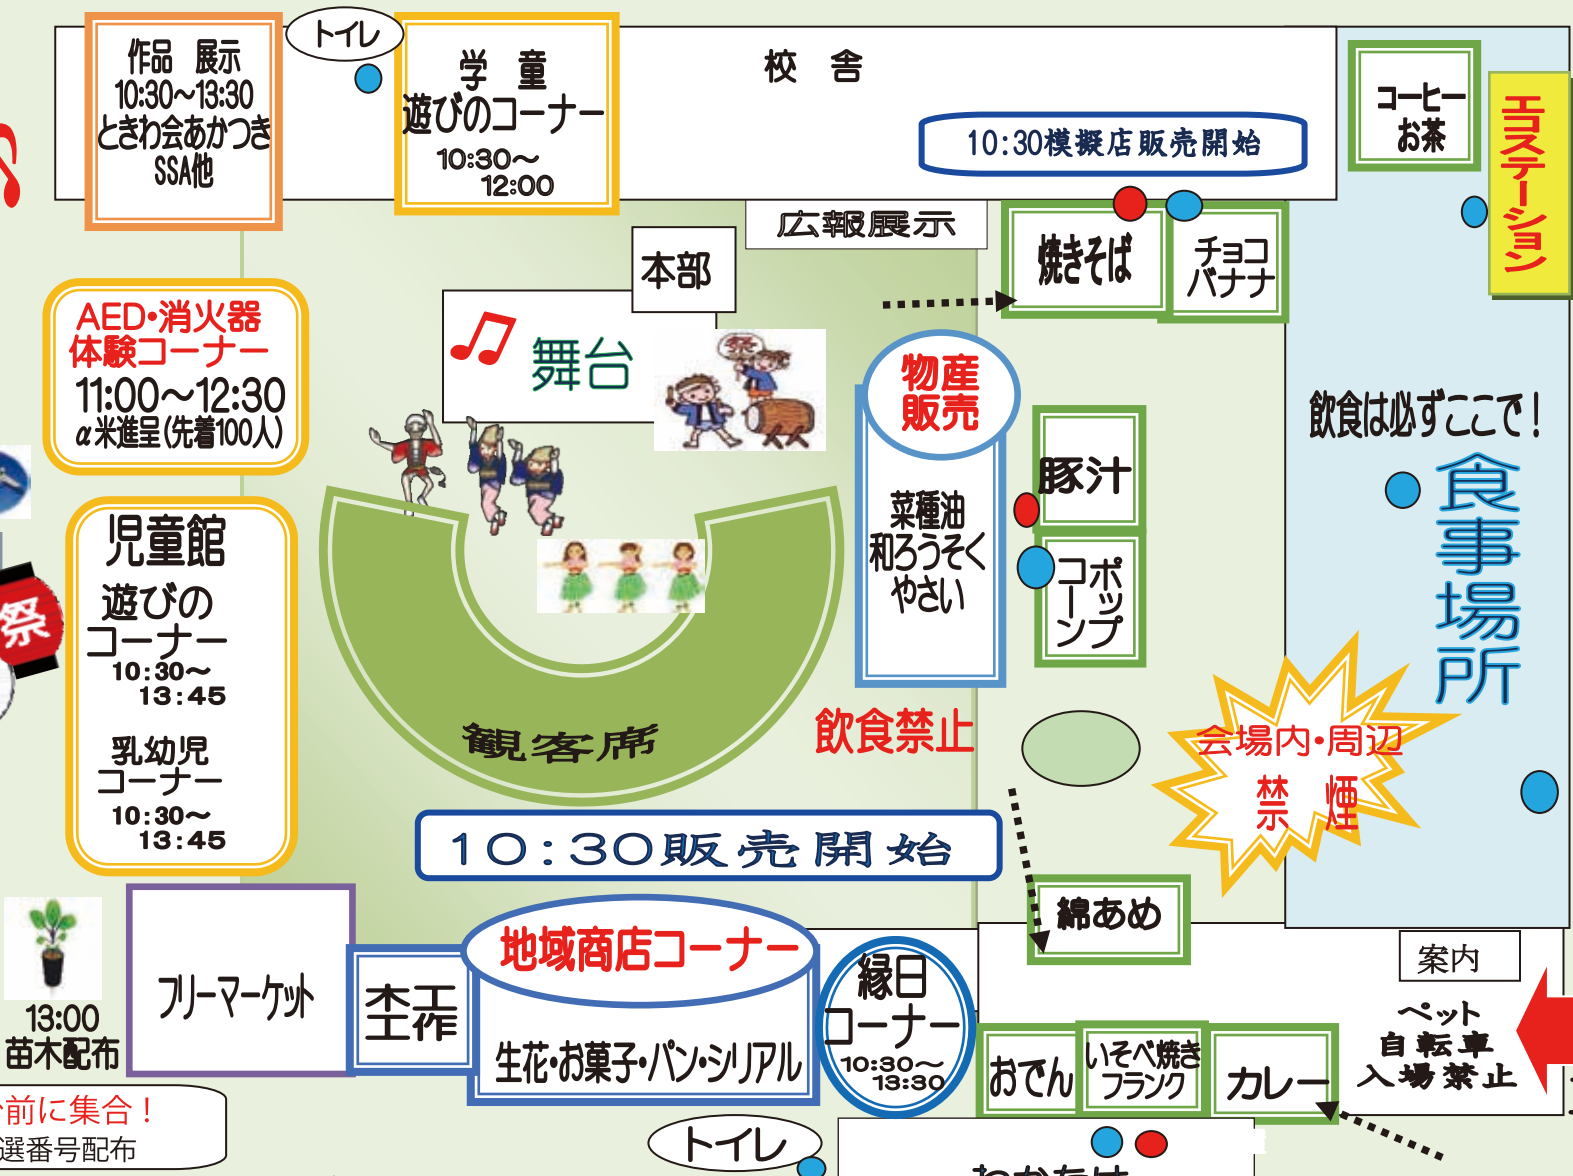 作品　展示
10:30～13:30
ときわ会あかつき
SSA他
トイレ
学　童
遊びのコーナー
10:30～
12:00
校　舎
10:30模擬店販売開始
コーヒー
お茶
エコステーション
広報展示
本部
焼きそば
チョコ
バナナ
AED・消火器
体験コーナー
11:00～12:30
α米進呈(先着100人)
舞台
祭
物産
販売
菜種油
和ろうそく
やさい
飲食禁止
豚汁
ポップ
コーン
飲食は必ずここで！
食事場所
児童館
遊びの
コーナー
10:30～
13:45
乳幼児
コーナー
10:30～
13:45
祭
観客席
会場内・周辺
禁　煙
10:30販売開始
綿あめ
案内
ペット
自転車
入場禁止
13:00
苗木配布
フリーマーケット
木工
工作
地域商店コーナー
生花・お菓子・パン・シリアル
縁日
コーナー
10:30～
13:30
おでん
いそべ焼き
フランク
カレー
前に集合！
選番号配布
トイレ